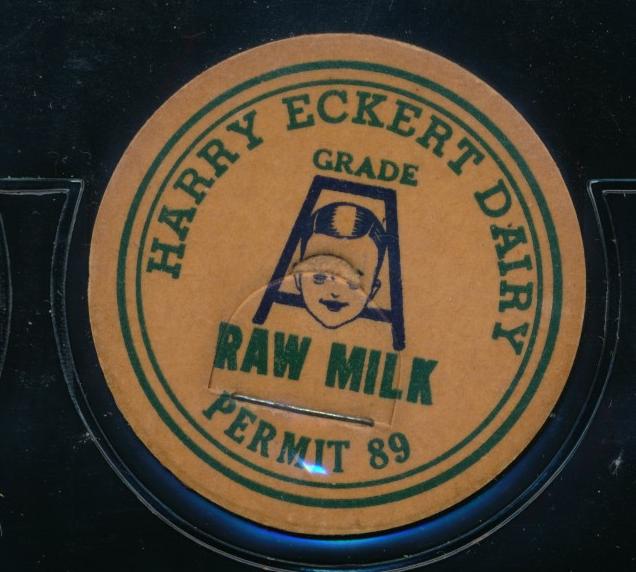 HARRY ECKERT DAIRY
GRADE
A
RAW MILK
PERMIT 89